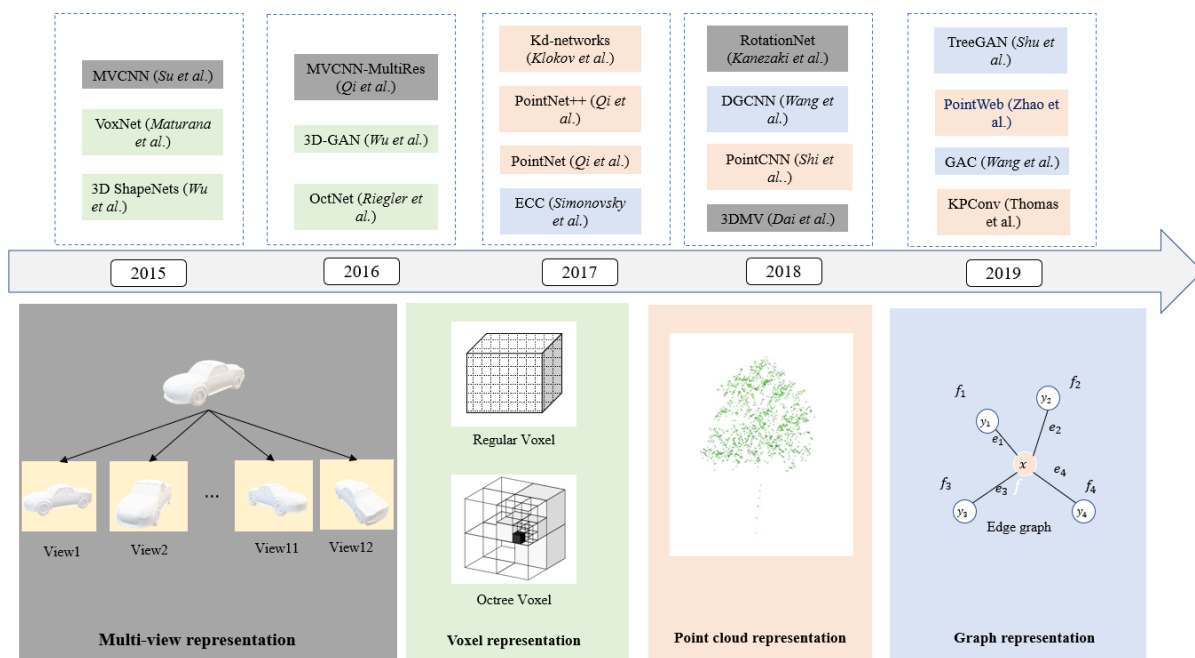 MVCNN (Su et al.)
VoxNet (Maturana
et al.)
3D ShapeNets (Wu
et al.)
MVCNN-MultiRes
(Qi et al.)
3D-GAN (Wu et al.)
OctNet (Riegler et
al.)
Kd-networks
(Klokov et al.)
PointNet++ (Qi et
al.)
PointNet (Qi et al.)
ECC (Simonovsky
et al.)
RotationNet
(Kanezaki et al.)
DGCNN (Wang et
al.)
PointCNN (Shi et
al..)
3DMV (Dai et al.)
TreeGAN (Shu et
al.)
PointWeb (Zhao et
al.)
GAC (Wang et al.)
KPConv (Thomas
et al.)
2015
2016
2017
2018
2019
View1
View2
...
View11
View12
Multi-view representation
Regular Voxel
Octree Voxel
Voxel representation
Point cloud representation
f1
f2
y1
y2
e1
e2
x
f
e3
e4
f3
f4
y3
y4
Edge graph
Graph representation